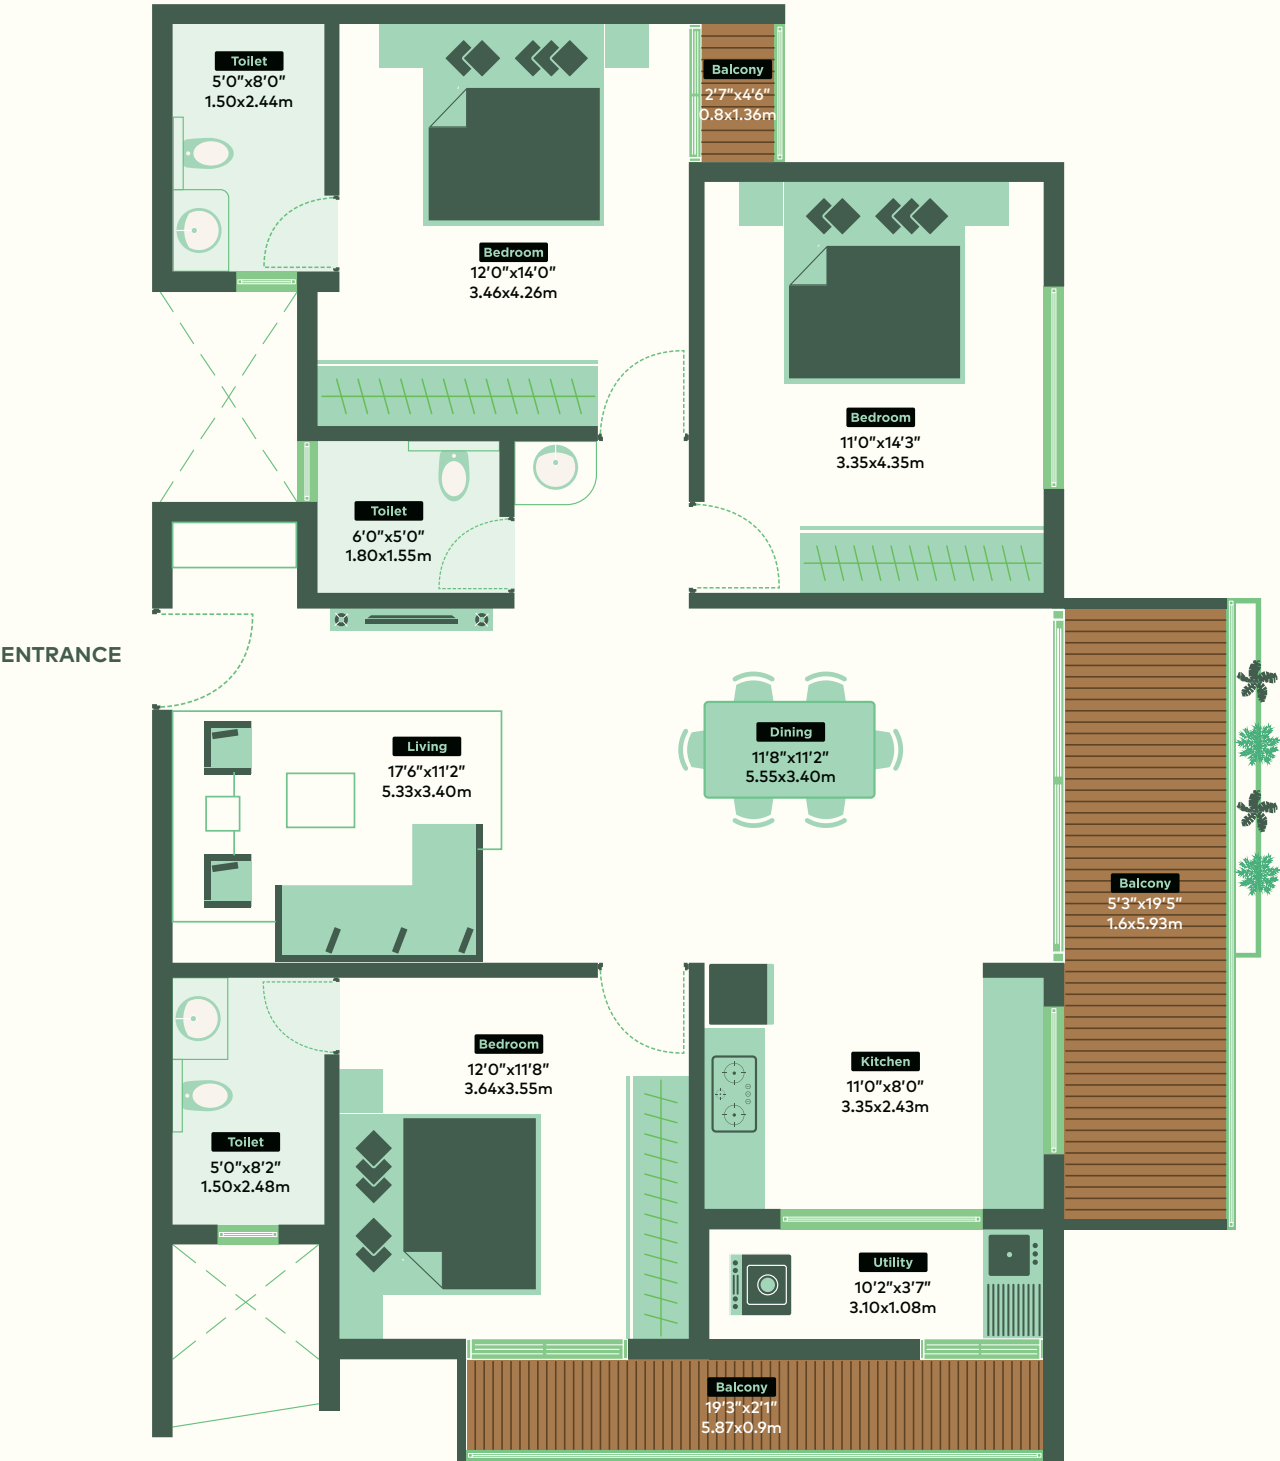 Toilet
5'0"x8'0"
1.50x2.44m
Balcony
2'7"x4'6"
0.8x1.36m
Bedroom
12'0"x14'0"
3.46x4.26m
Bedroom
11'0"x14'3"
3.35x4.35m
Toilet
6'0"x5'0"
1.80x1.55m
ENTRANCE
Living
17'6"x11'2"
5.33x3.40m
Dining
11'8"x11'2"
5.55x3.40m
Balcony
5'3"x19'5"
1.6x5.93m
Bedroom
12'0"x11'8"
3.64x3.55m
Kitchen
11'0"x8'0"
3.35x2.43m
Toilet
5'0"x8'2"
1.50x2.48m
Utility
10'2"x3'7"
3.10x1.08m
Balcony
19'3"x2'1"
5.87x0.9m